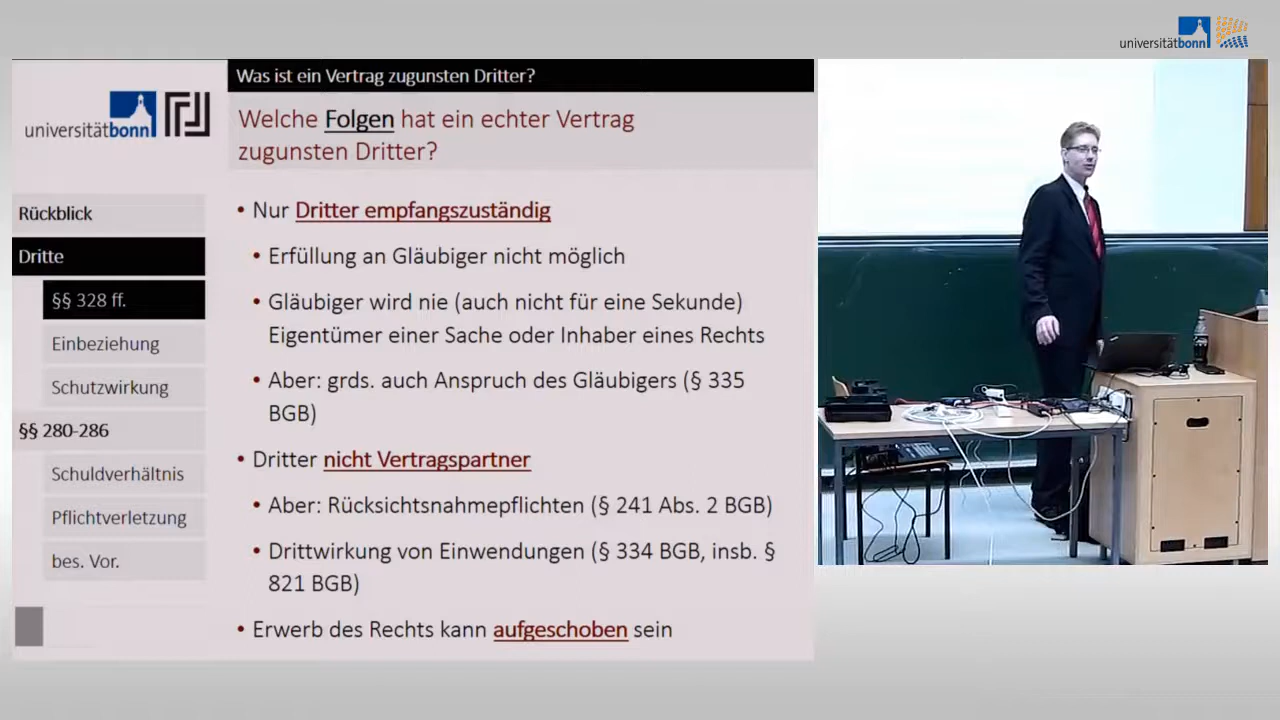 universitätbonn
Was ist ein Vertrag zugunsten Dritter?
universitätbonn
Welche Folgen hat ein echter Vertrag
zugunsten Dritter?
Rückblick
Dritte
§§ 328 ff.
Einbeziehung
Schutzwirkung
§§ 280-286
Schuldverhältnis
Pflichtverletzung
bes. Vor.
• Nur Dritter empfangszuständig
• Erfüllung an Gläubiger nicht möglich
• Gläubiger wird nie (auch nicht für eine Sekunde)
Eigentümer einer Sache oder Inhaber eines Rechts
• Aber: grds. auch Anspruch des Gläubigers (§ 335
BGB)
• Dritter nicht Vertragspartner
• Aber: Rücksichtsnahmepflichten (§ 241 Abs. 2 BGB)
• Drittwirkung von Einwendungen (§ 334 BGB, insb. §
821 BGB)
• Erwerb des Rechts kann aufgeschoben sein